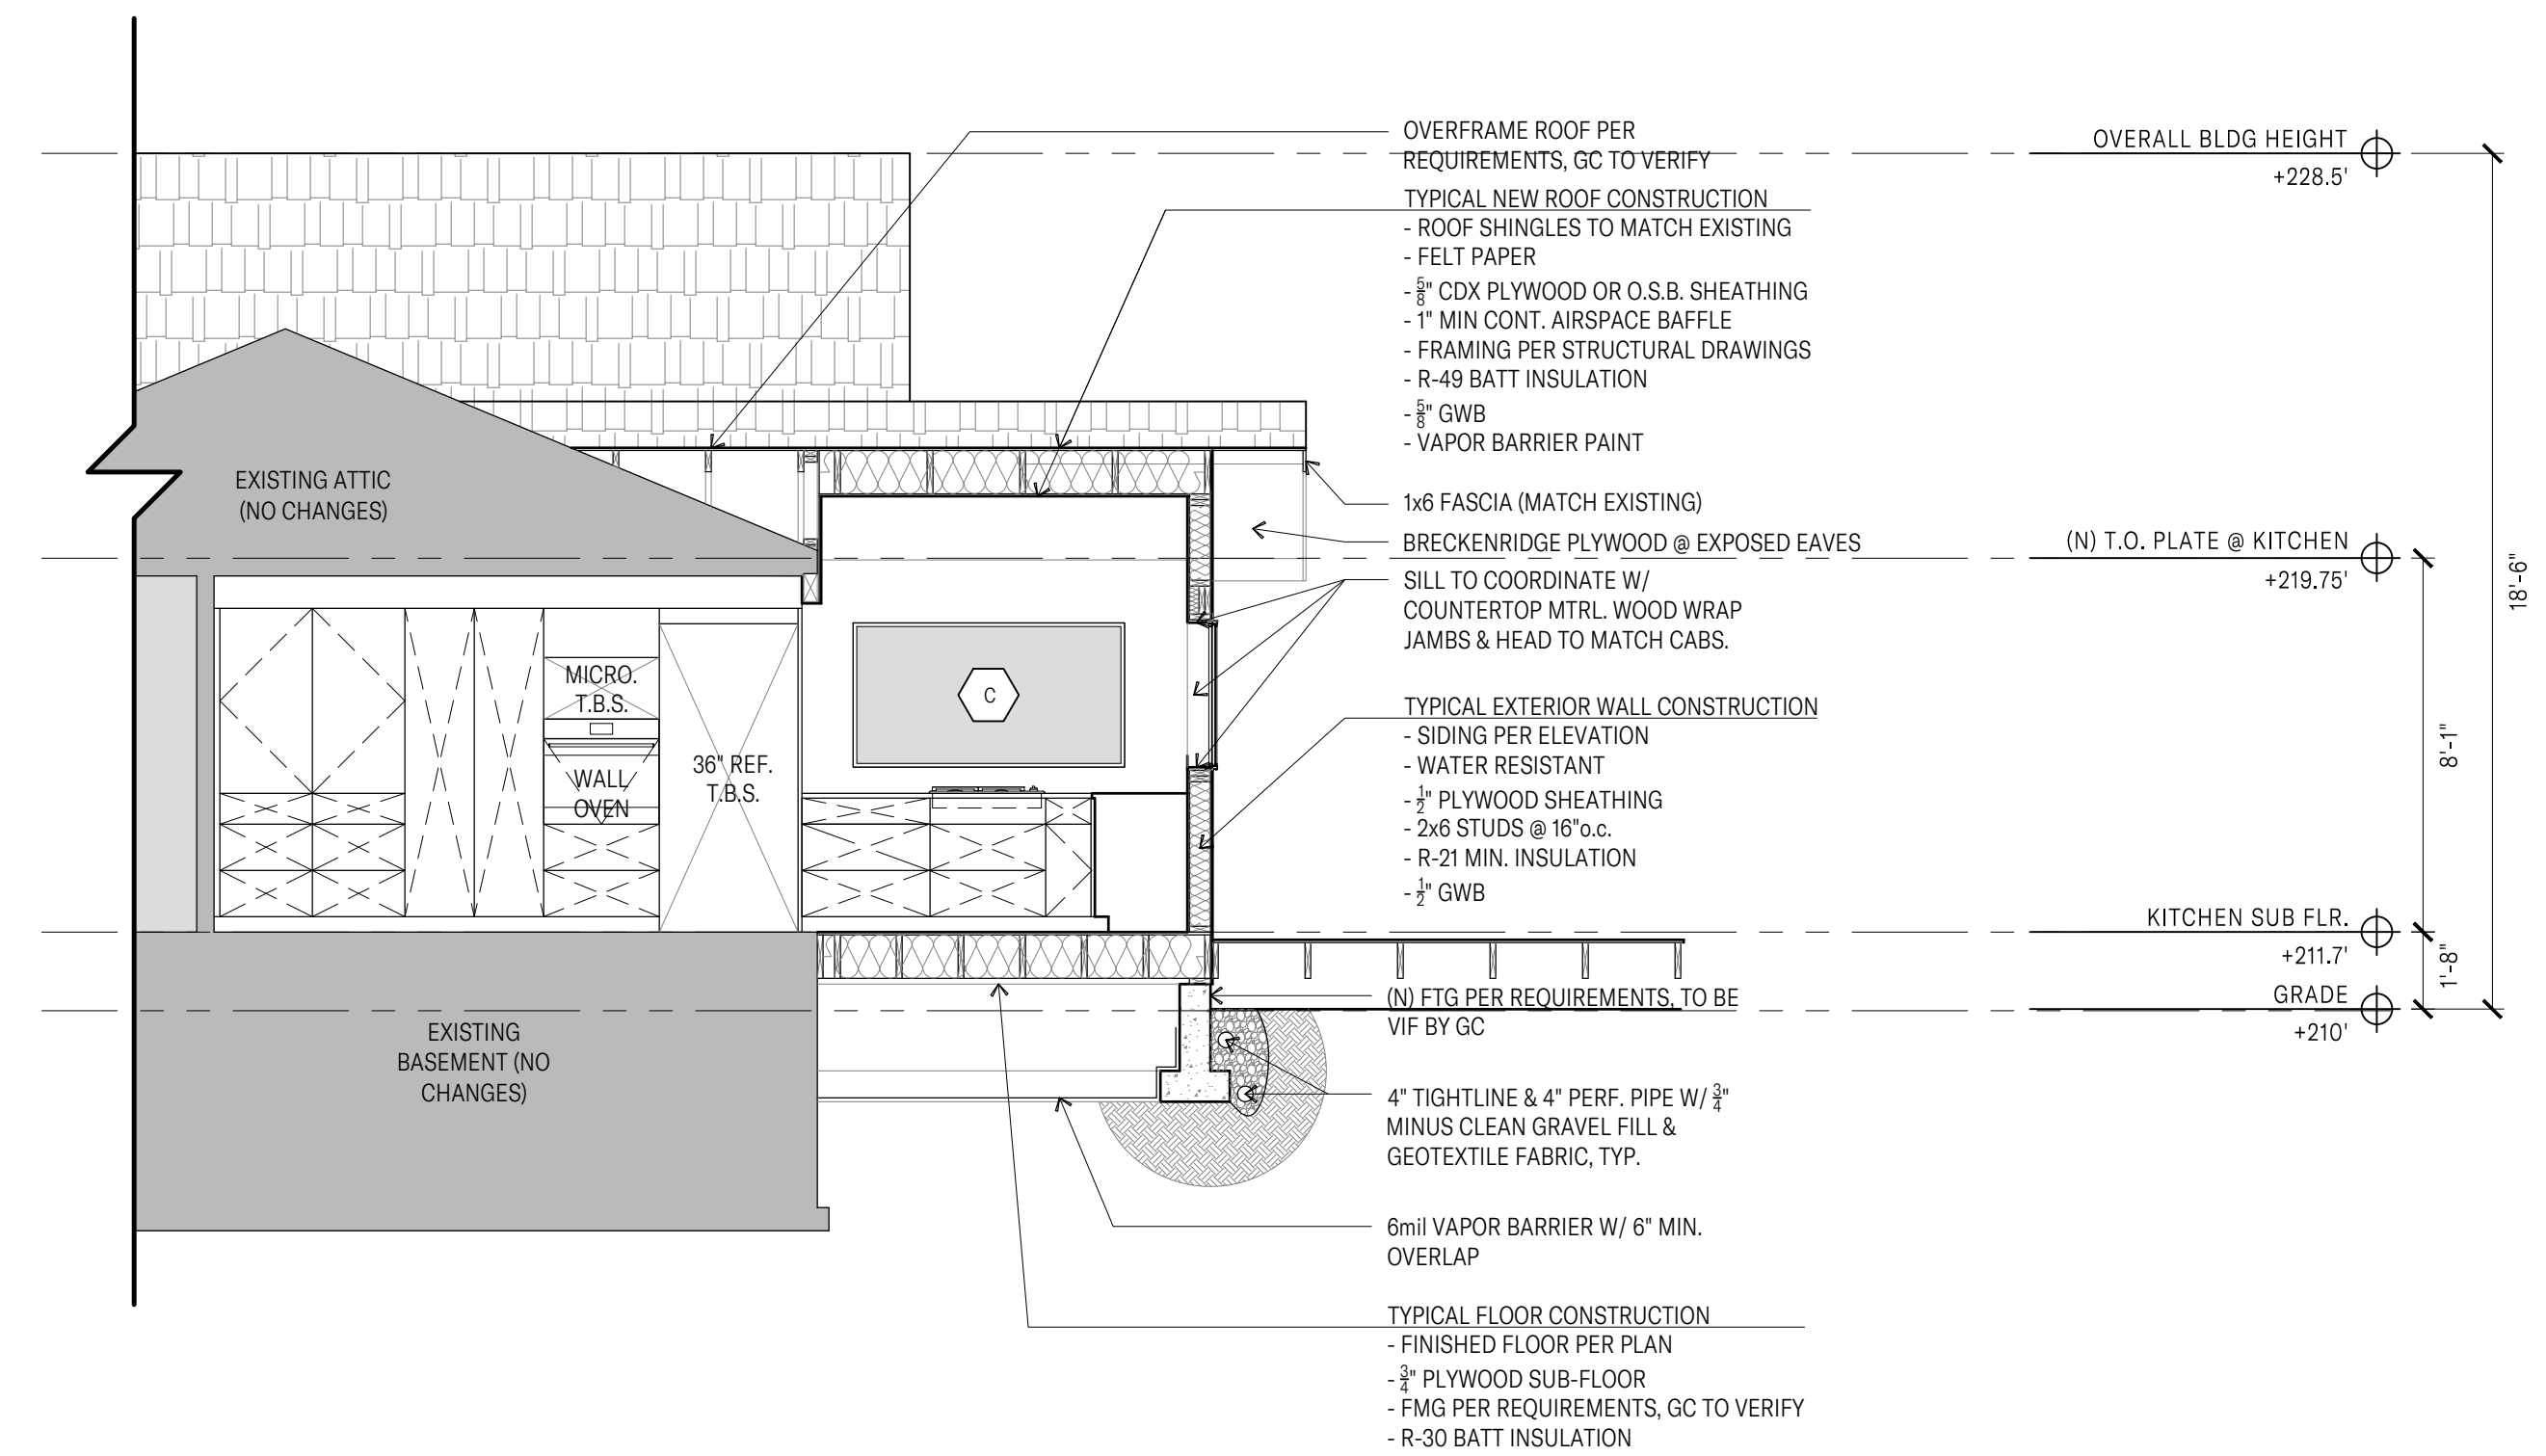 OVERFRAME ROOF PER
REQUIREMENTS, GC TO VERIFY
TYPICAL NEW ROOF CONSTRUCTION
- ROOF SHINGLES TO MATCH EXISTING
- FELT PAPER
- 5/8" CDX PLYWOOD OR O.S.B. SHEATHING
- 1" MIN CONT. AIRSPACE BAFFLE
- FRAMING PER STRUCTURAL DRAWINGS
- R-49 BATT INSULATION
- 5/8" GWB
- VAPOR BARRIER PAINT
1x6 FASCIA (MATCH EXISTING)
BRECKENRIDGE PLYWOOD @ EXPOSED EAVES
SILL TO COORDINATE W/
COUNTERTOP MTRL. WOOD WRAP
JAMBS & HEAD TO MATCH CABS.
TYPICAL EXTERIOR WALL CONSTRUCTION
- SIDING PER ELEVATION
- WATER RESISTANT
- 1/2" PLYWOOD SHEATHING
- 2x6 STUDS @ 16"o.c.
- R-21 MIN. INSULATION
- 1/2" GWB
(N) FTG PER REQUIREMENTS, TO BE
VIF BY GC
4" TIGHTLINE & 4" PERF. PIPE W/ 3/4"
MINUS CLEAN GRAVEL FILL &
GEOTEXTILE FABRIC, TYP.
6mil VAPOR BARRIER W/ 6" MIN.
OVERLAP
TYPICAL FLOOR CONSTRUCTION
- FINISHED FLOOR PER PLAN
- 3/4" PLYWOOD SUB-FLOOR
- FMG PER REQUIREMENTS, GC TO VERIFY
- R-30 BATT INSULATION
EXISTING ATTIC
(NO CHANGES)
MICRO.
T.B.S.
WALL
OVEN
36" REF.
T.B.S.
C
EXISTING
BASEMENT (NO
CHANGES)
OVERALL BLDG HEIGHT
+228.5'
(N) T.O. PLATE @ KITCHEN
+219.75'
KITCHEN SUB FLR.
+211.7'
GRADE
+210'
18'-6"
8'-1"
1'-8"